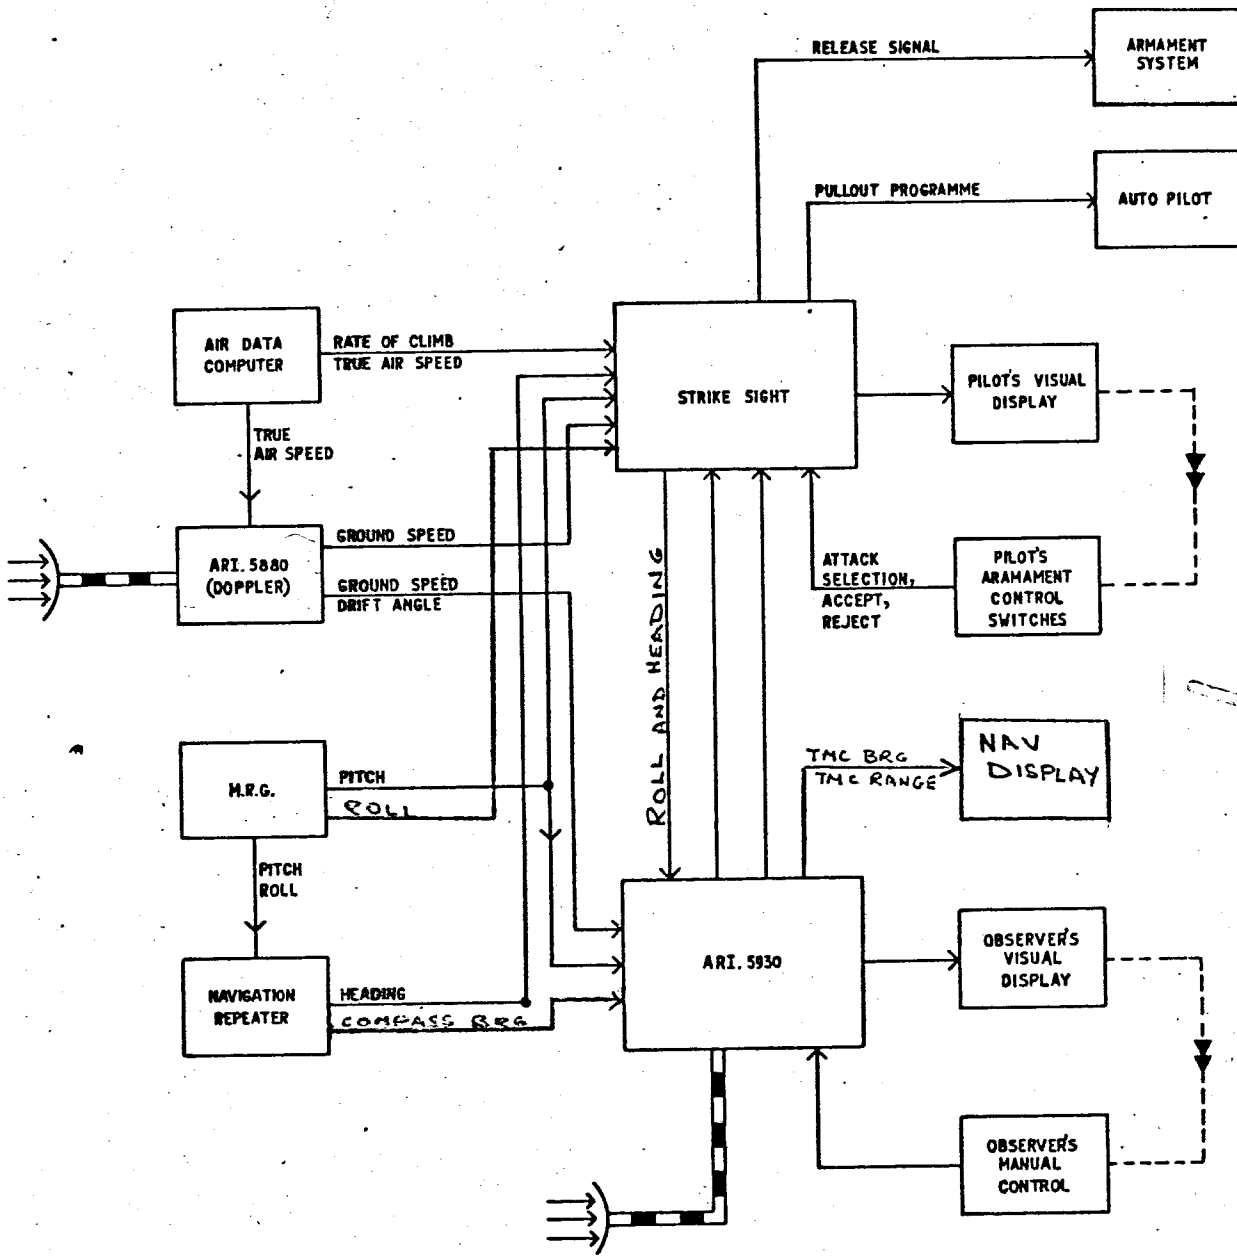 RELEASE SIGNAL
ARMAMENT
SYSTEM
PULLOUT PROGRAMME
AUTO PILOT
AIR DATA
COMPUTER
RATE OF CLIMB
TRUE AIR SPEED
STRIKE SIGHT
PILOT'S VISUAL
DISPLAY
TRUE
AIR SPEED
ARI.5880
(DOPPLER)
GROUND SPEED
GROUND SPEED
DRIFT ANGLE
ATTACK
SELECTION,
ACCEPT,
REJECT
PILOT'S
ARAMAMENT
CONTROL
SWITCHES
ROLL AND HEADING
M.R.G.
PITCH
ROLL
TMC BRG
TMC RANGE
NAV
DISPLAY
PITCH
ROLL
NAVIGATION
REPEATER
HEADING
COMPASS BRG
ARI.5930
OBSERVER'S
VISUAL
DISPLAY
OBSERVER'S
MANUAL
CONTROL